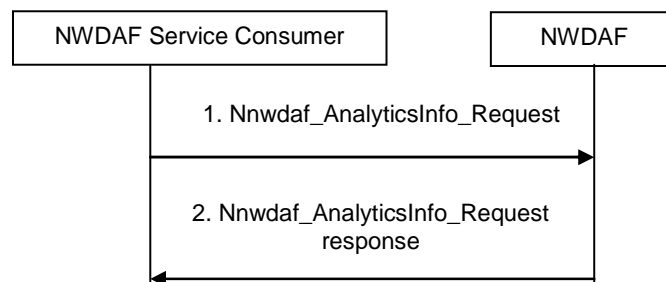 NWDAF Service Consumer
NWDAF
1. Nnwdaf_AnalyticsInfo_Request
2. Nnwdaf_AnalyticsInfo_Request
response